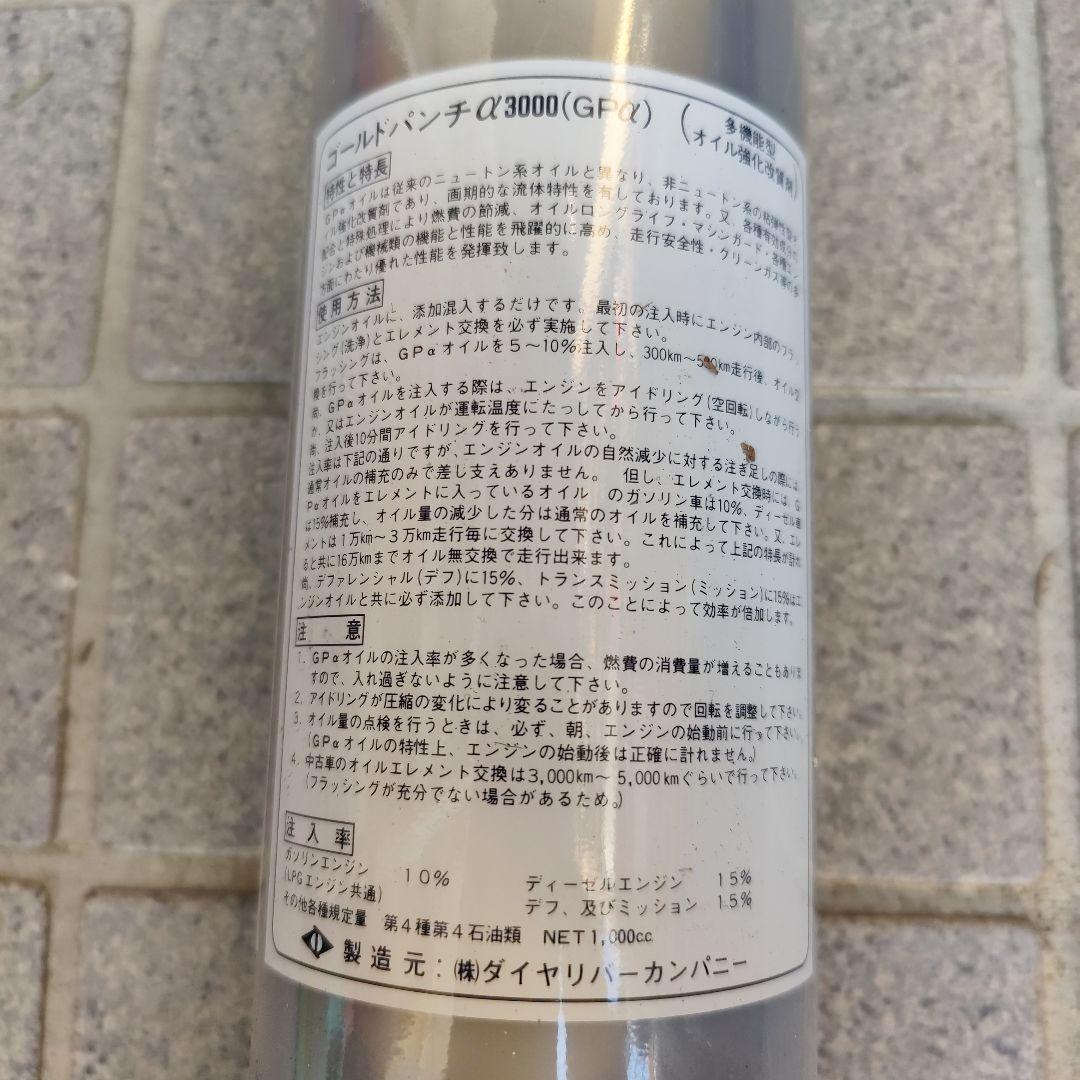 ゴールドパンチα3000(GPα) (多機能型
オイル強化改質剤)
特性と特長
GPαオイルは従来のニュートン系オイルと異なり、非ニュートン系の粘弾性型オ
イル強化改質剤であり、画期的な流体特性を有しております。又、各種有効成分の
配合と特殊処理により燃費の節減、オイルロングライフ・マシンガード・各種エン
ジンおよび機械類の機能と性能を飛躍的に高め、走行安全性・クリーンガス等の多
方面にわたり優れた性能を発揮致します。
使用方法
エンジンオイルに、添加混入するだけです。最初の注入時にエンジン内部のフラッ
シング(洗浄)とエレメント交換を必ず実施して下さい。
フラッシングは、GPαオイルを5〜10%注入し、300km〜500km走行後、オイル交
換を行って下さい。
尚、GPαオイルを注入する際は、エンジンをアイドリング(空回転)しながら行う
か、又はエンジンオイルが運転温度にたっしてから行って下さい。
尚、注入後10分間アイドリングを行って下さい。
注入率は下記の通りですが、エンジンオイルの自然減少に対する注ぎ足しの際には、
通常オイルの補充のみで差し支えありません。 但し、エレメント交換時には、G
Pαオイルをエレメントに入っているオイル のガソリン車は10%、ディーゼル車
は15%補充し、オイル量の減少した分は通常のオイルを補充して下さい。又、エレ
メントは1万km〜3万km走行毎に交換して下さい。これによって上記の特長が計られ
ると共に16万kmまでオイル無交換で走行出来ます。
尚、デファレンシャル(デフ)に15%、トランスミッション(ミッション)に15%はエ
ンジンオイルと共に必ず添加して下さい。このことによって効率が倍加します。
注 意
1. GPαオイルの注入率が多くなった場合、燃費の消費量が増えることもありま
すので、入れ過ぎないように注意して下さい。
2. アイドリングが圧縮の変化により変ることがありますので回転を調整して下さい。
3. オイル量の点検を行うときは、必ず、朝、エンジンの始動前に行って下さい。
(GPαオイルの特性上、エンジンの始動後は正確に計れません。)
4. 中古車のオイルエレメント交換は3,000km〜5,000kmぐらいで行って下さい。
(フラッシングが充分でない場合があるため。)
注入率
ガソリンエンジン
(LPGエンジン共通) 10% ディーゼルエンジン 15%
デフ、及びミッション 15%
その他各種規定量 第4種第4石油類 NET1,000cc
製造元:(株)ダイヤリバーカンパニー